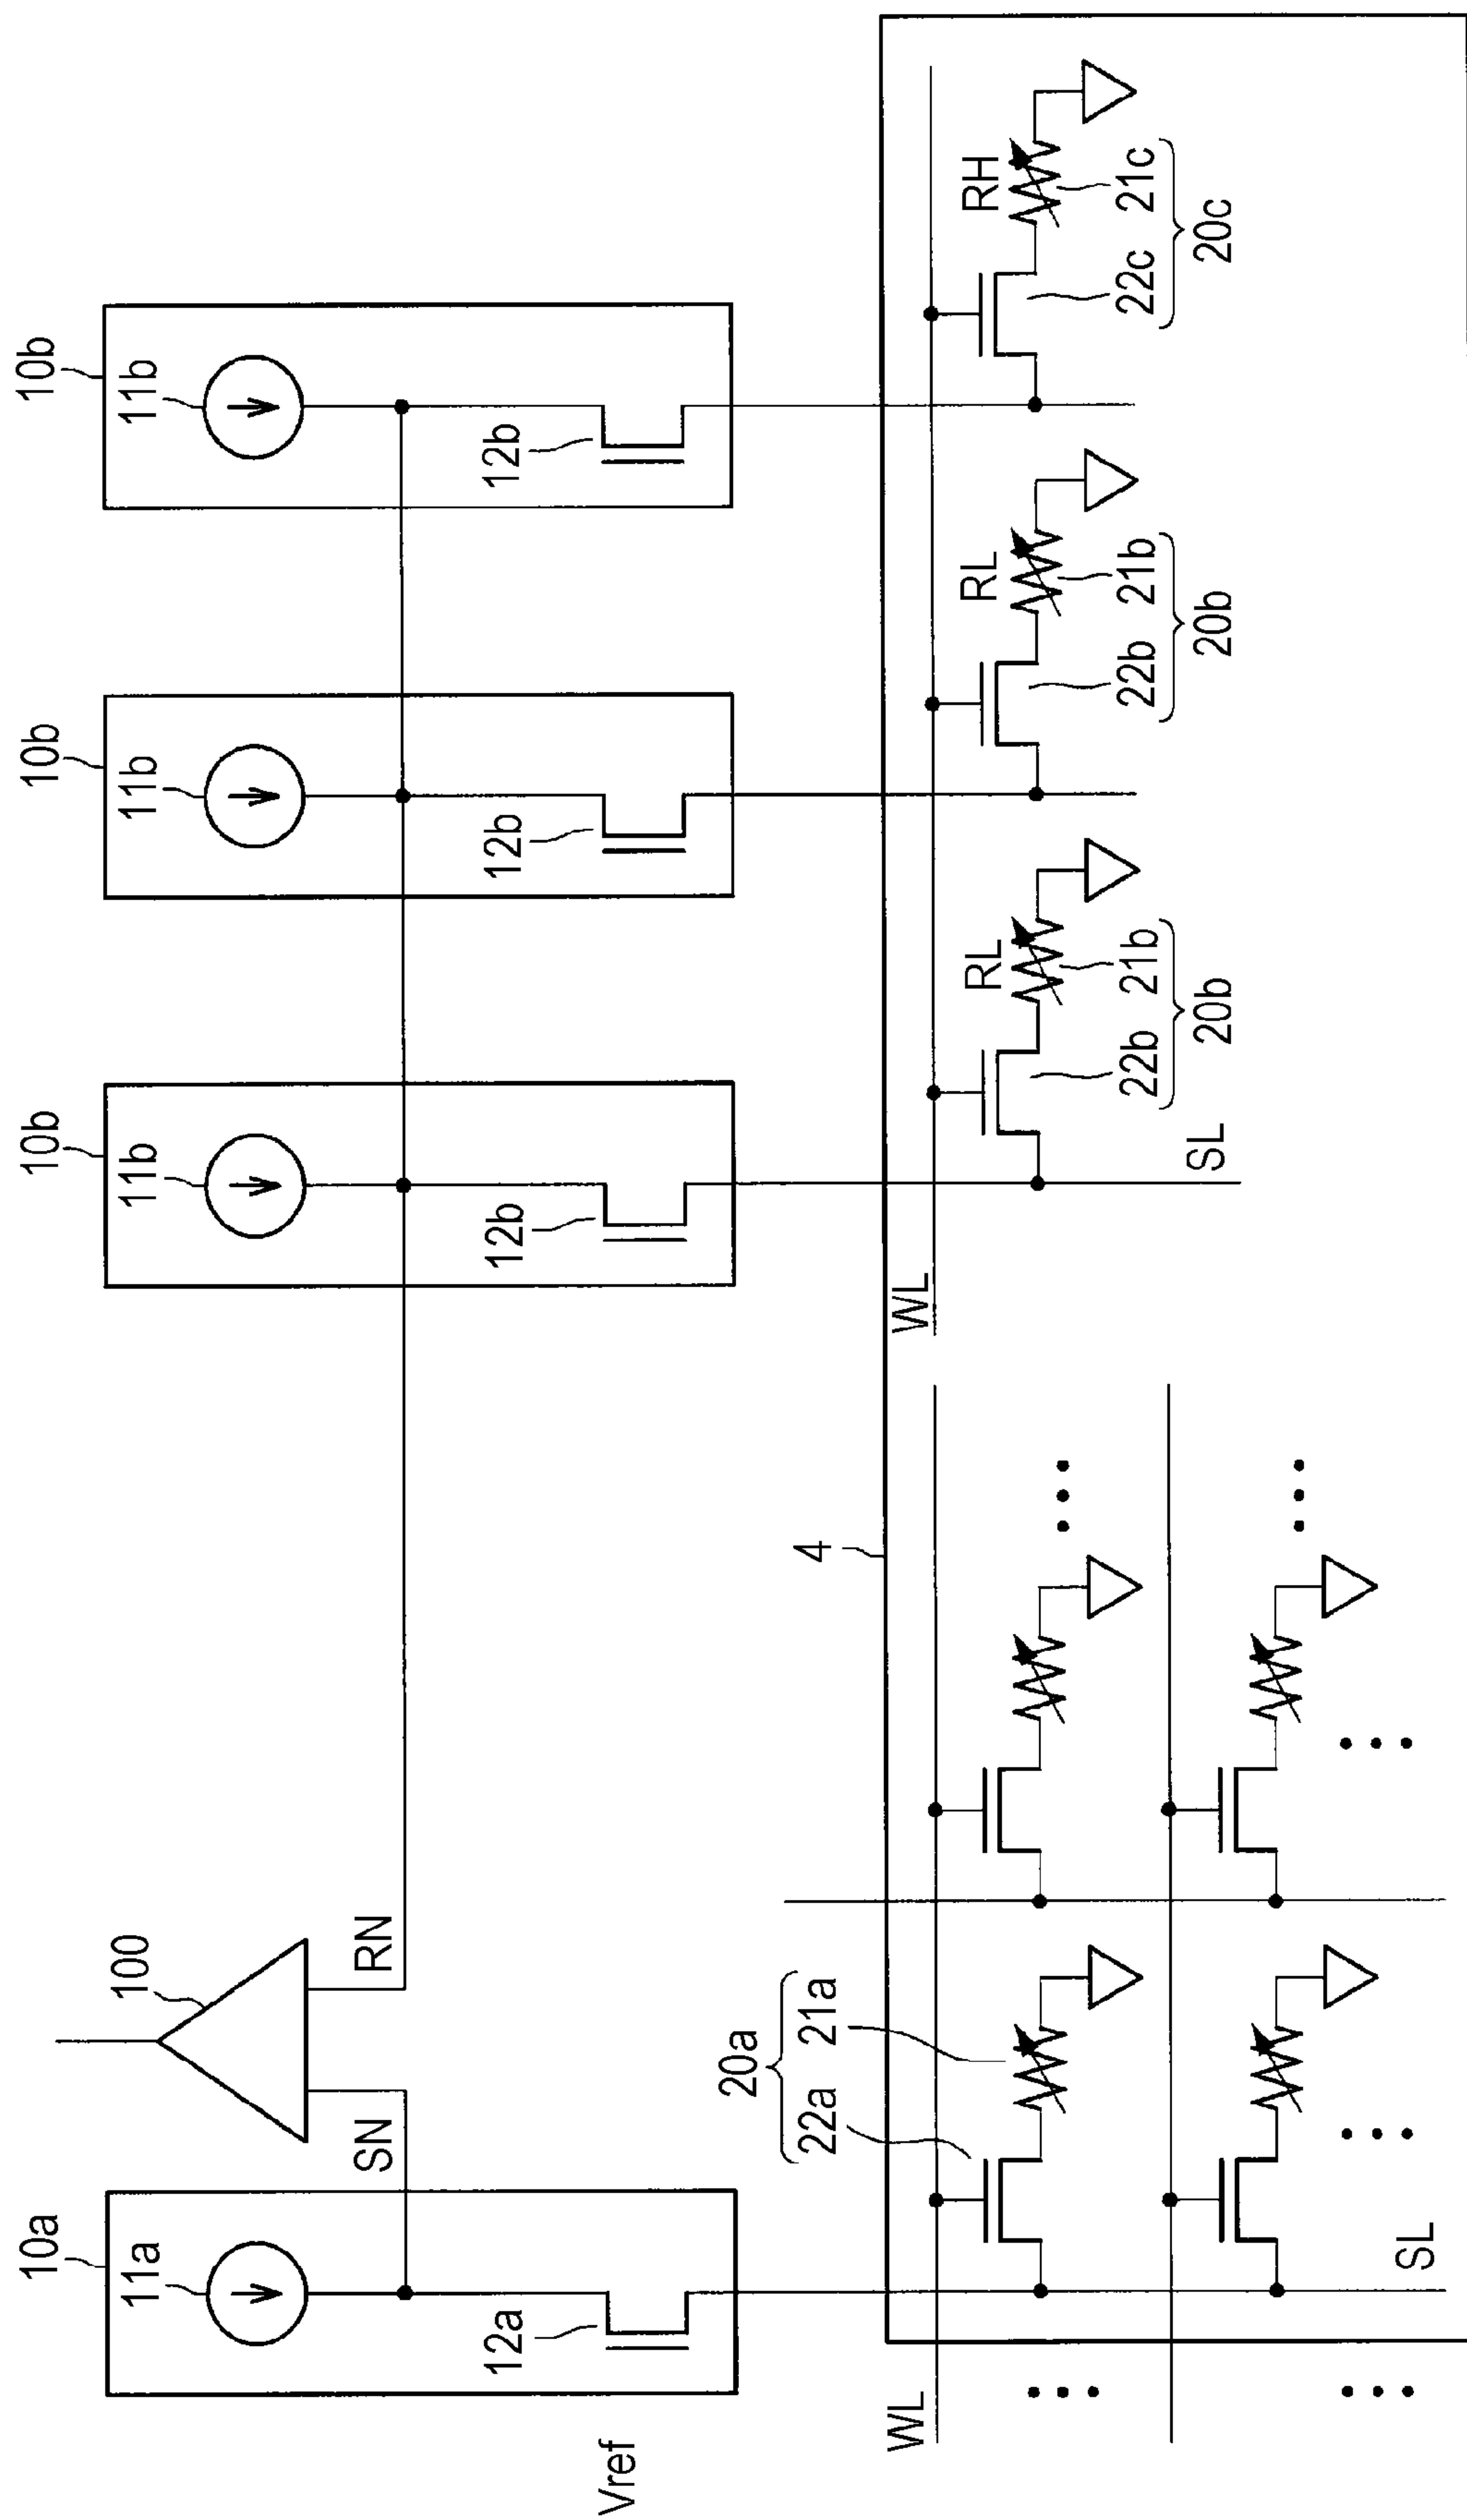 10a
10b
10b
10b
11a
100
11b
11b
11b
SN
RN
12a
12b
12b
12b
Vref
20a
22a 21a
4
WL
WL
RL
RL
RH
22b 21b
22b 21b
22c 21c
SL
20b
20b
20c
SL